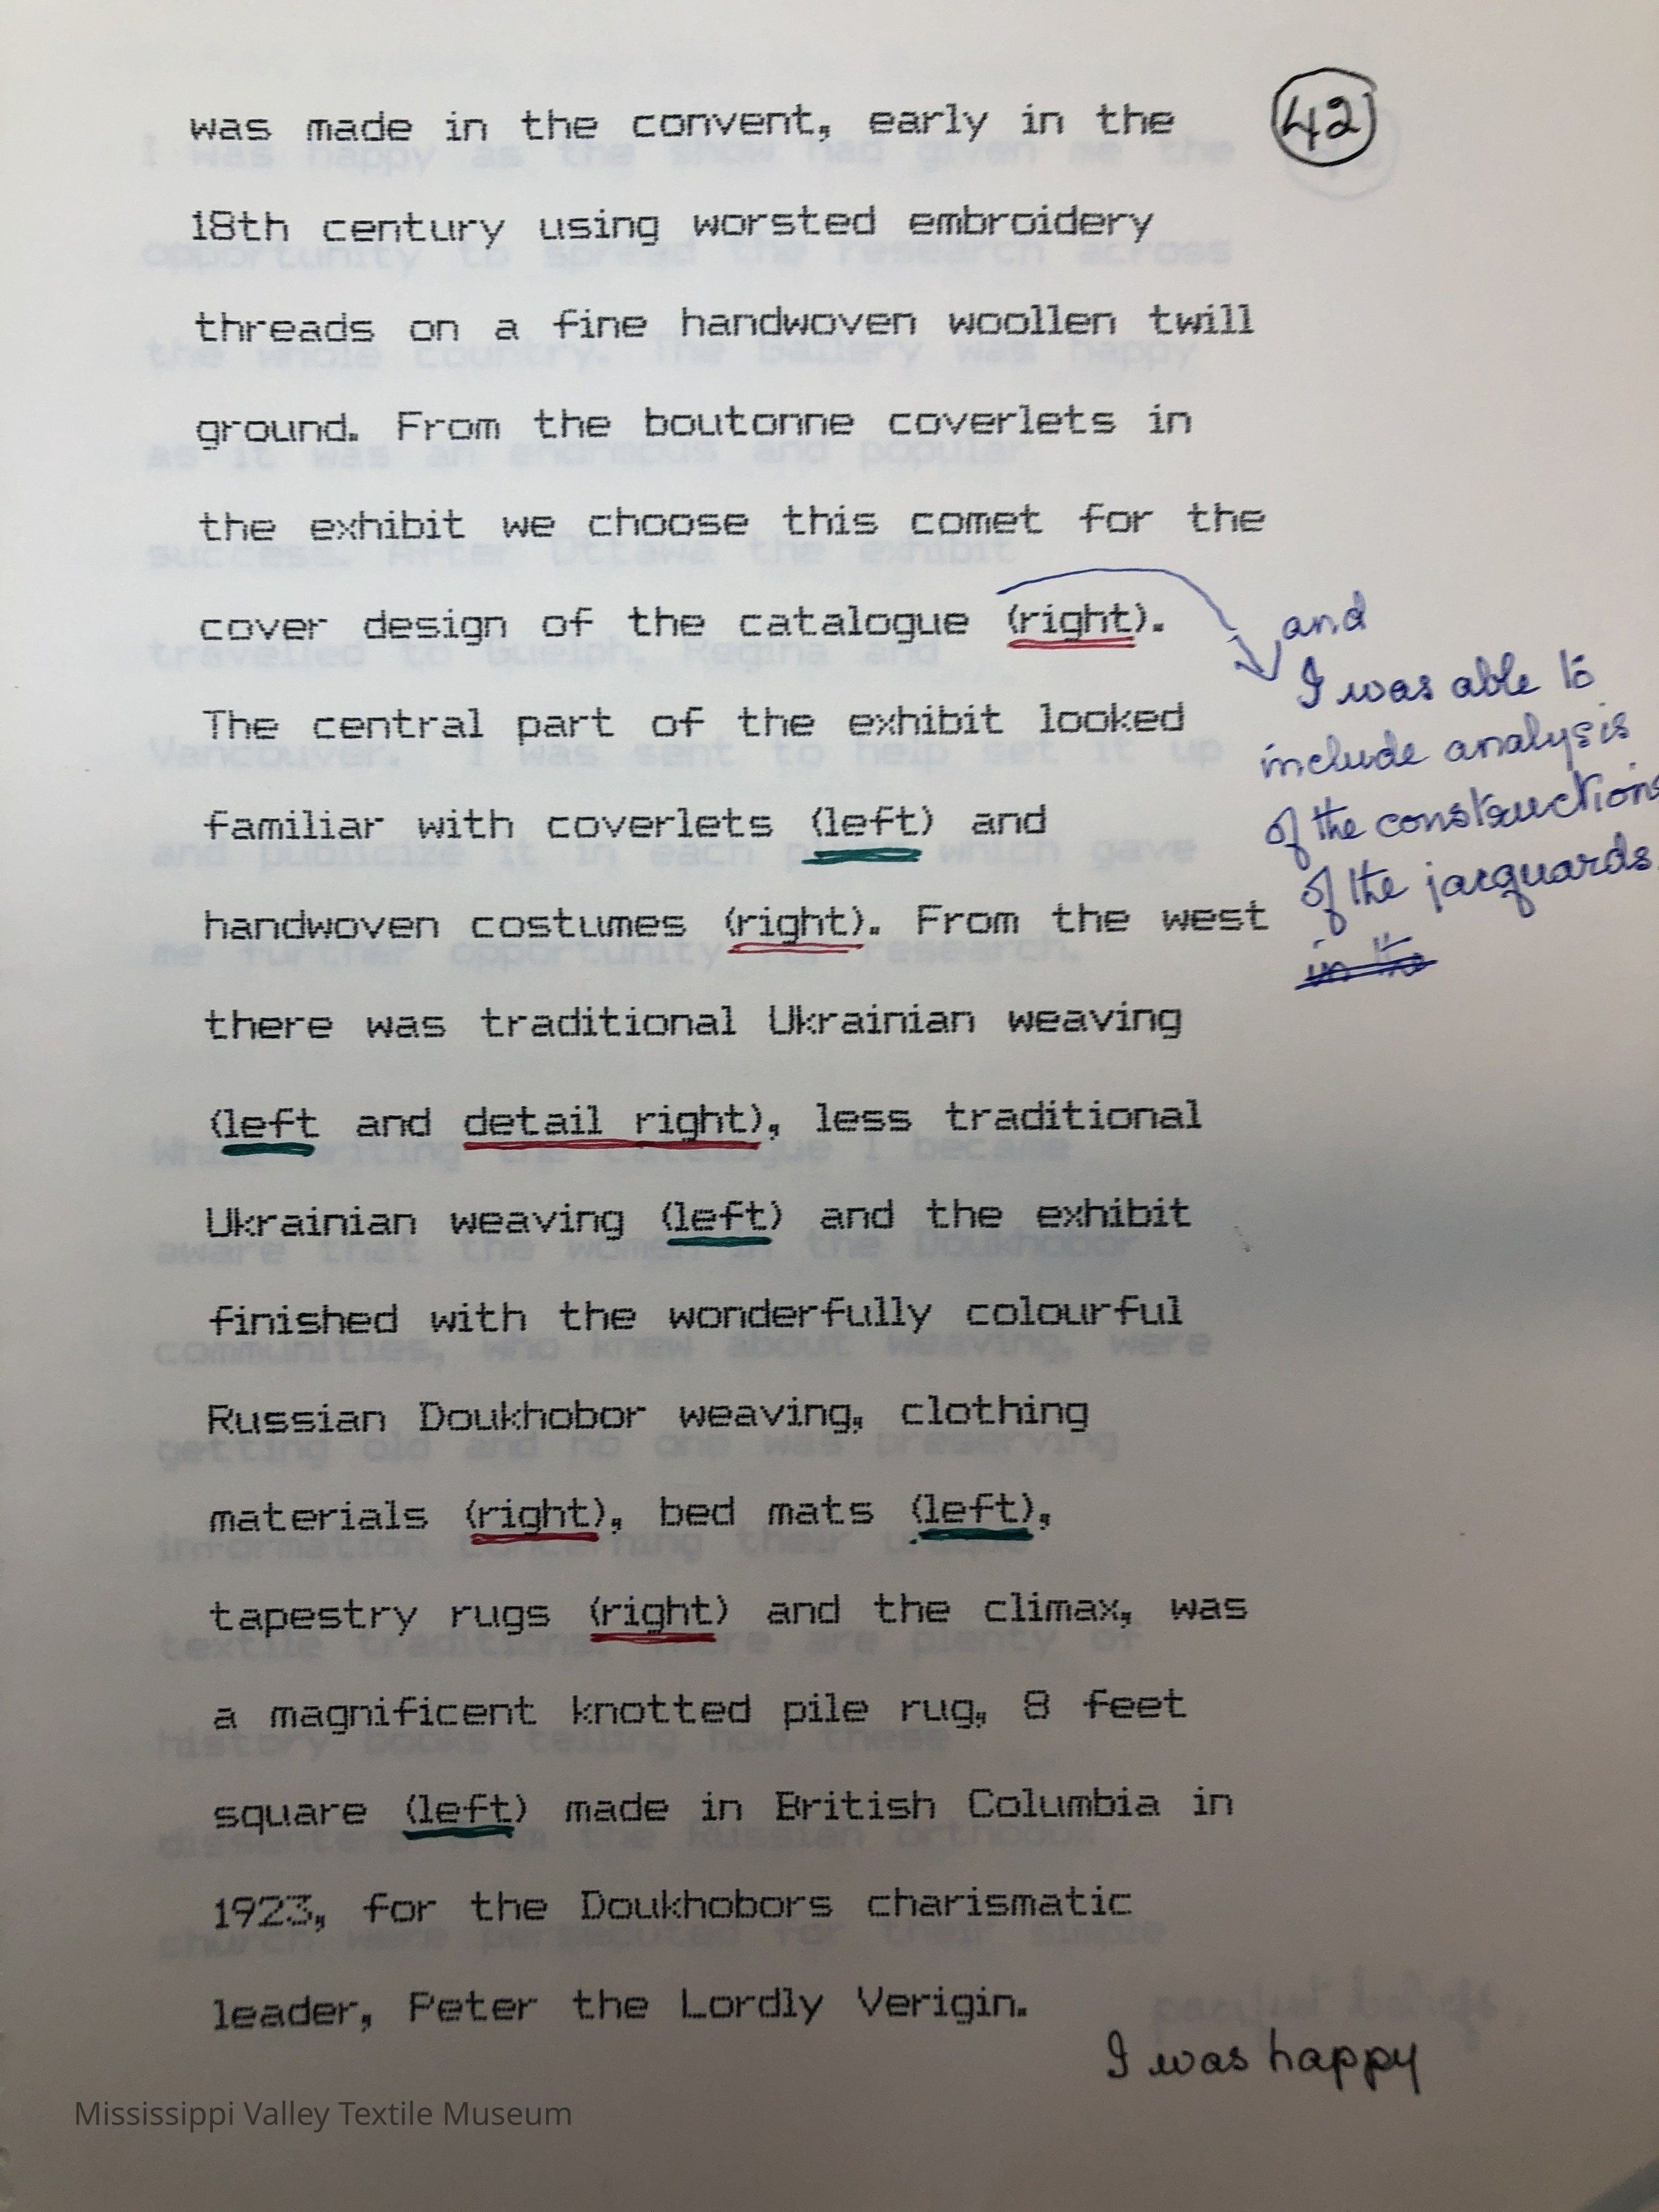 was made in the convent, early in the
42
18th century using worsted embroidery
threads on a fine handwoven woollen twill
ground. From the boutonne coverlets in
the exhibit we choose this comet for the
cover design of the catalogue (right).
and
I was able to
include analysis
of the constructions
of the jacquards.
in the
The central part of the exhibit looked
familiar with coverlets (left) and
handwoven costumes (right). From the west
there was traditional Ukrainian weaving
(left and detail right), less traditional
Ukrainian weaving (left) and the exhibit
finished with the wonderfully colourful
Russian Doukhobor weaving, clothing
materials (right), bed mats (left),
tapestry rugs (right) and the climax, was
a magnificent knotted pile rug, 8 feet
square (left) made in British Columbia in
1923, for the Doukhobors charismatic
leader, Peter the Lordly Verigin.
I was happy
Mississippi Valley Textile Museum